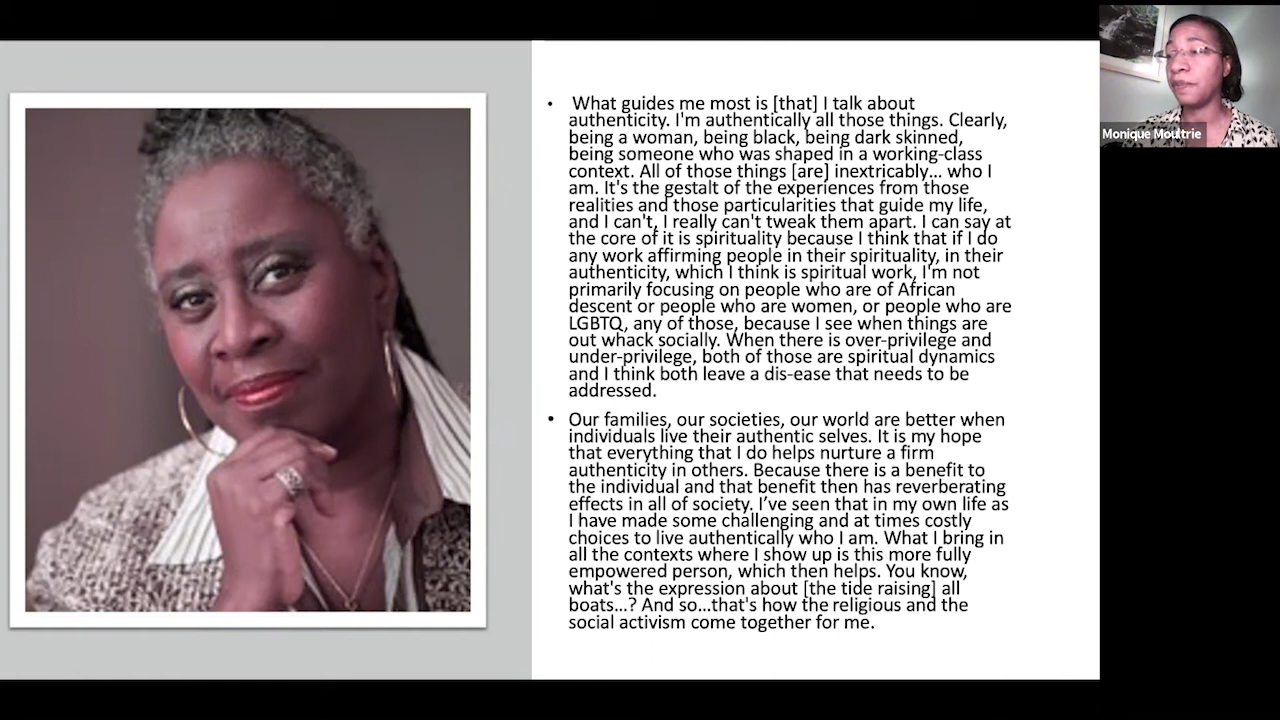 • What guides me most is [that] I talk about
authenticity. I'm authentically all those things. Clearly,
being a woman, being black, being dark skinned,
being someone who was shaped in a working-class
context. All of those things [are] inextricably... who I
am. It's the gestalt of the experiences from those
realities and those particularities that guide my life,
and I can't, I really can't tweak them apart. I can say at
the core of it is spirituality because I think that if I do
any work affirming people in their spirituality, in their
authenticity, which I think is spiritual work, I'm not
primarily focusing on people who are of African
descent or people who are women, or people who are
LGBTQ, any of those, because I see when things are
out whack socially. When there is over-privilege and
under-privilege, both of those are spiritual dynamics
and I think both leave a dis-ease that needs to be
addressed.
• Our families, our societies, our world are better when
individuals live their authentic selves. It is my hope
that everything that I do helps nurture a firm
authenticity in others. Because there is a benefit to
the individual and that benefit then has reverberating
effects in all of society. I’ve seen that in my own life as
I have made some challenging and at times costly
choices to live authentically who I am. What I bring in
all the contexts where I show up is this more fully
empowered person, which then helps. You know,
what's the expression about [the tide raising] all
boats...? And so...that's how the religious and the
social activism come together for me.
Monique Moultrie